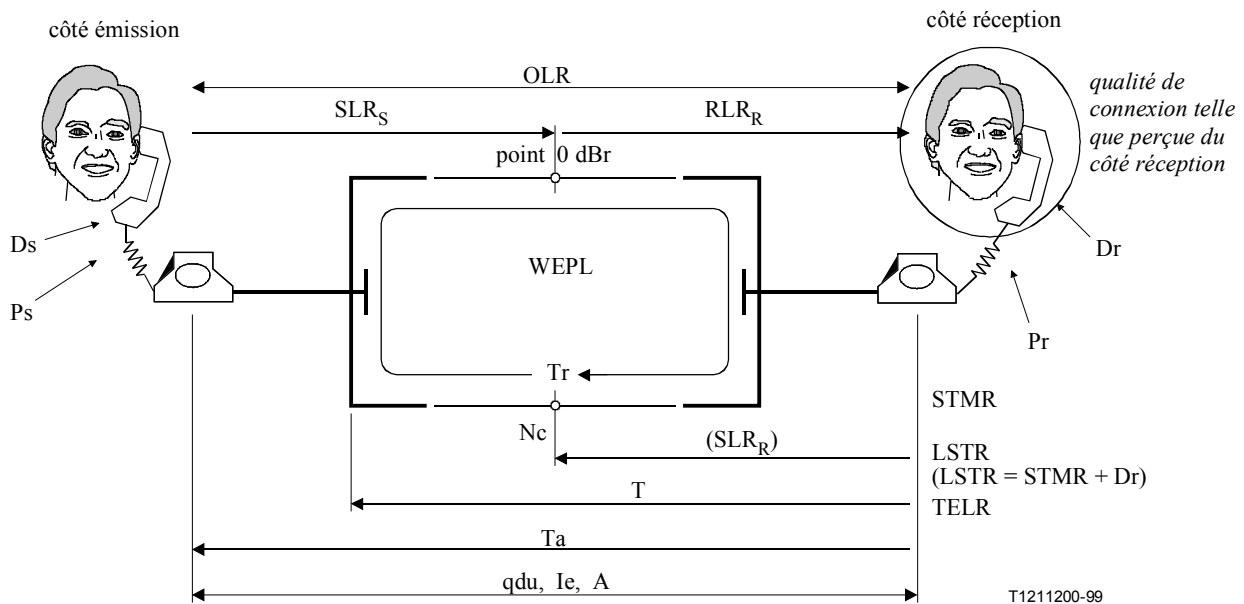 côté émission
côté réception
OLR
qualité de
connexion telle
que perçue du
côté réception
SLRS
RLRR
point 0 dBr
Ds
Dr
WEPL
Ps
Pr
Tr
STMR
Nc
(SLRR)
LSTR
(LSTR = STMR + Dr)
T
TELR
Ta
qdu, Ie, A
T1211200-99